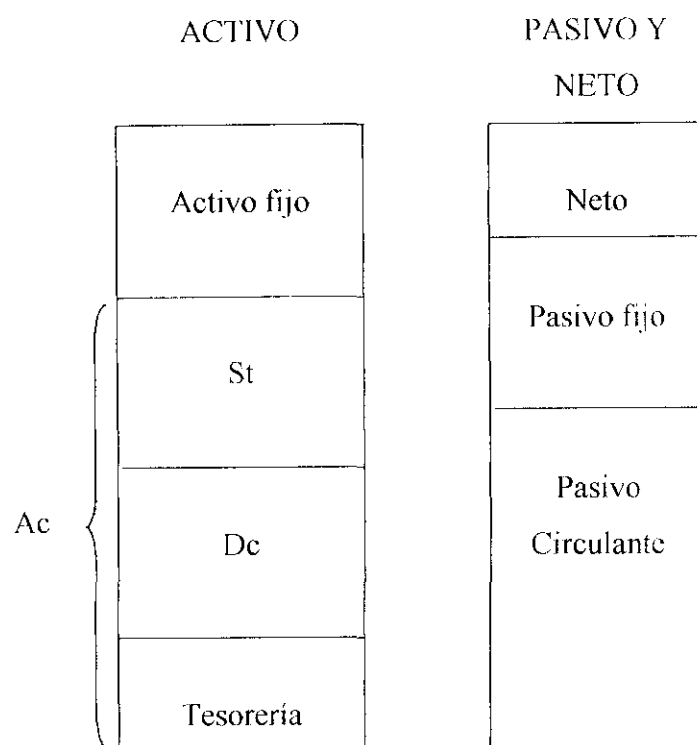 ACTIVO
PASIVO Y
NETO
Activo fijo
St
Ac
Dc
Tesorería
Neto
Pasivo fijo
Pasivo
Circulante